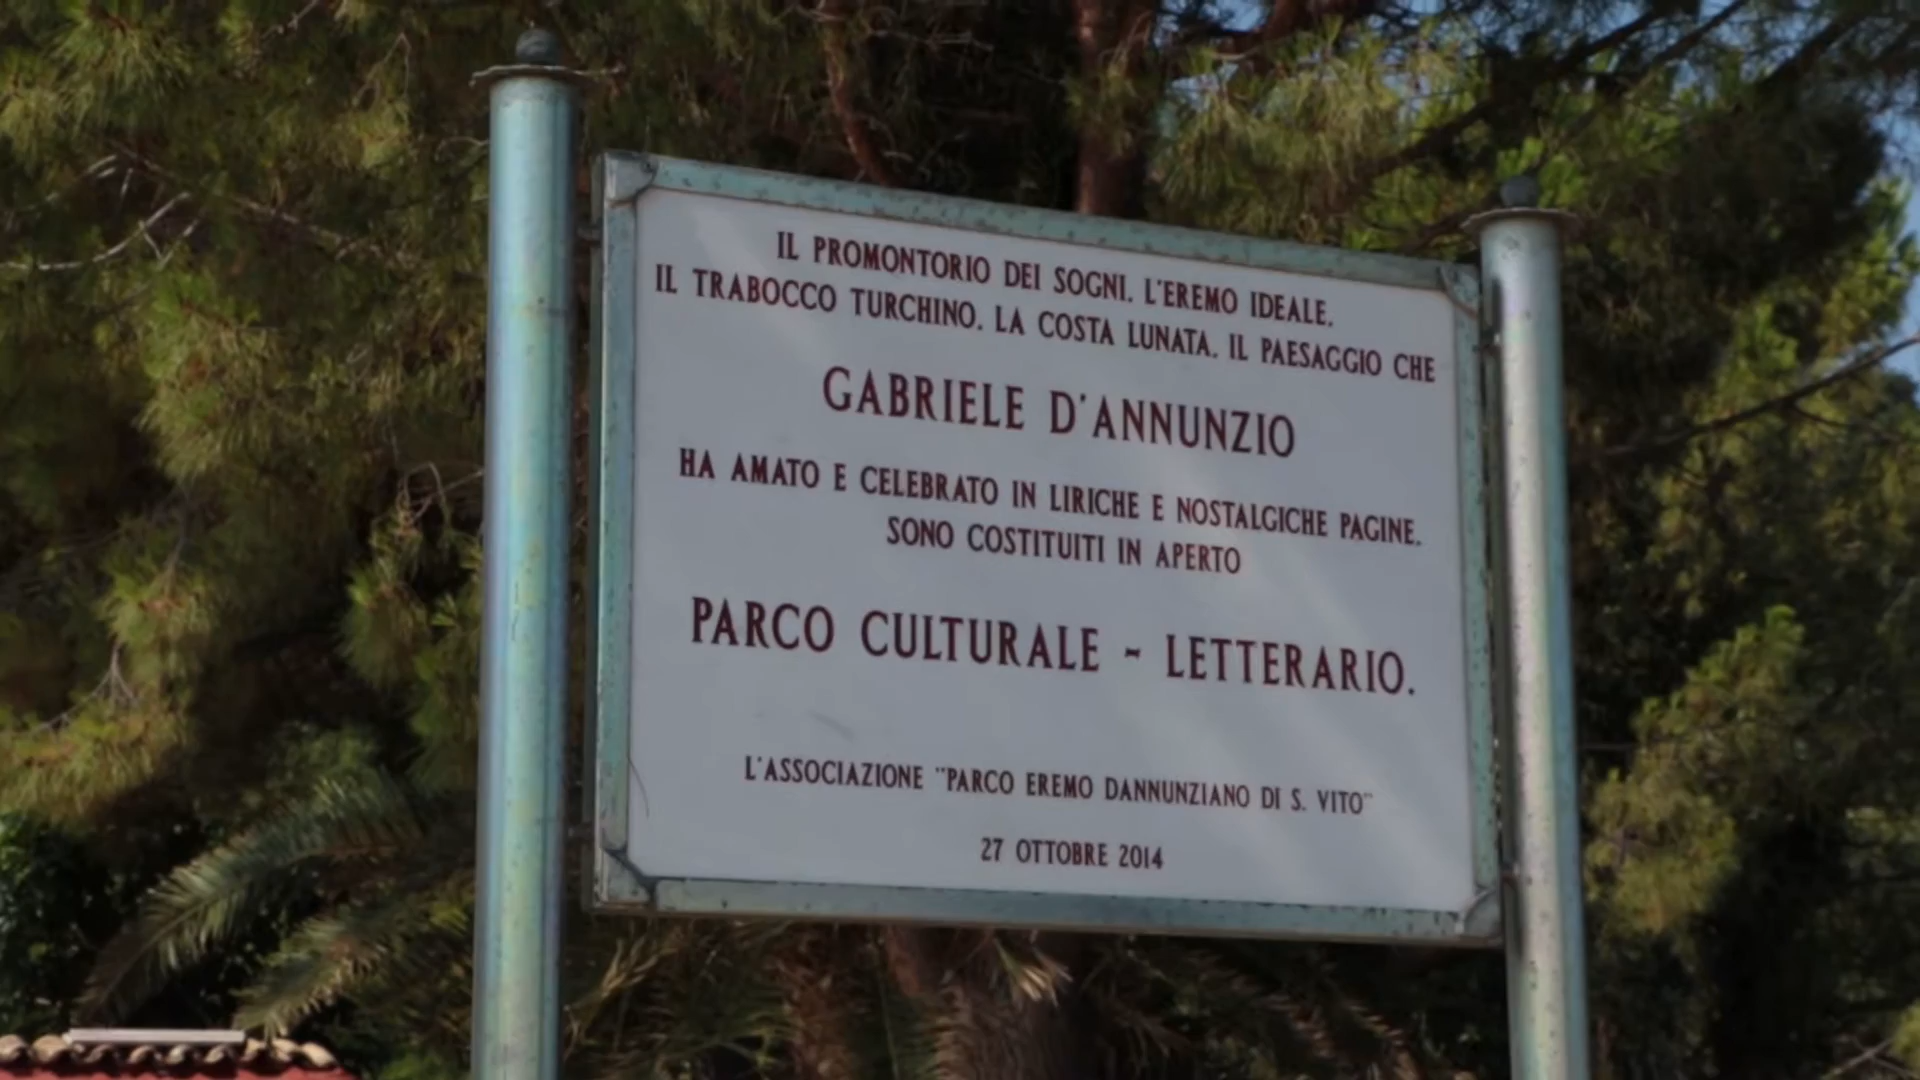 IL PROMONTORIO DEI SOGNI, L'EREMO IDEALE,
IL TRABOCCO TURCHINO, LA COSTA LUNATA, IL PAESAGGIO CHE
GABRIELE D'ANNUNZIO
HA AMATO E CELEBRATO IN LIRICHE E NOSTALGICHE PAGINE,
SONO COSTITUITI IN APERTO
PARCO CULTURALE - LETTERARIO.
L'ASSOCIAZIONE "PARCO EREMO DANNUNZIANO DI S. VITO"
27 OTTOBRE 2014